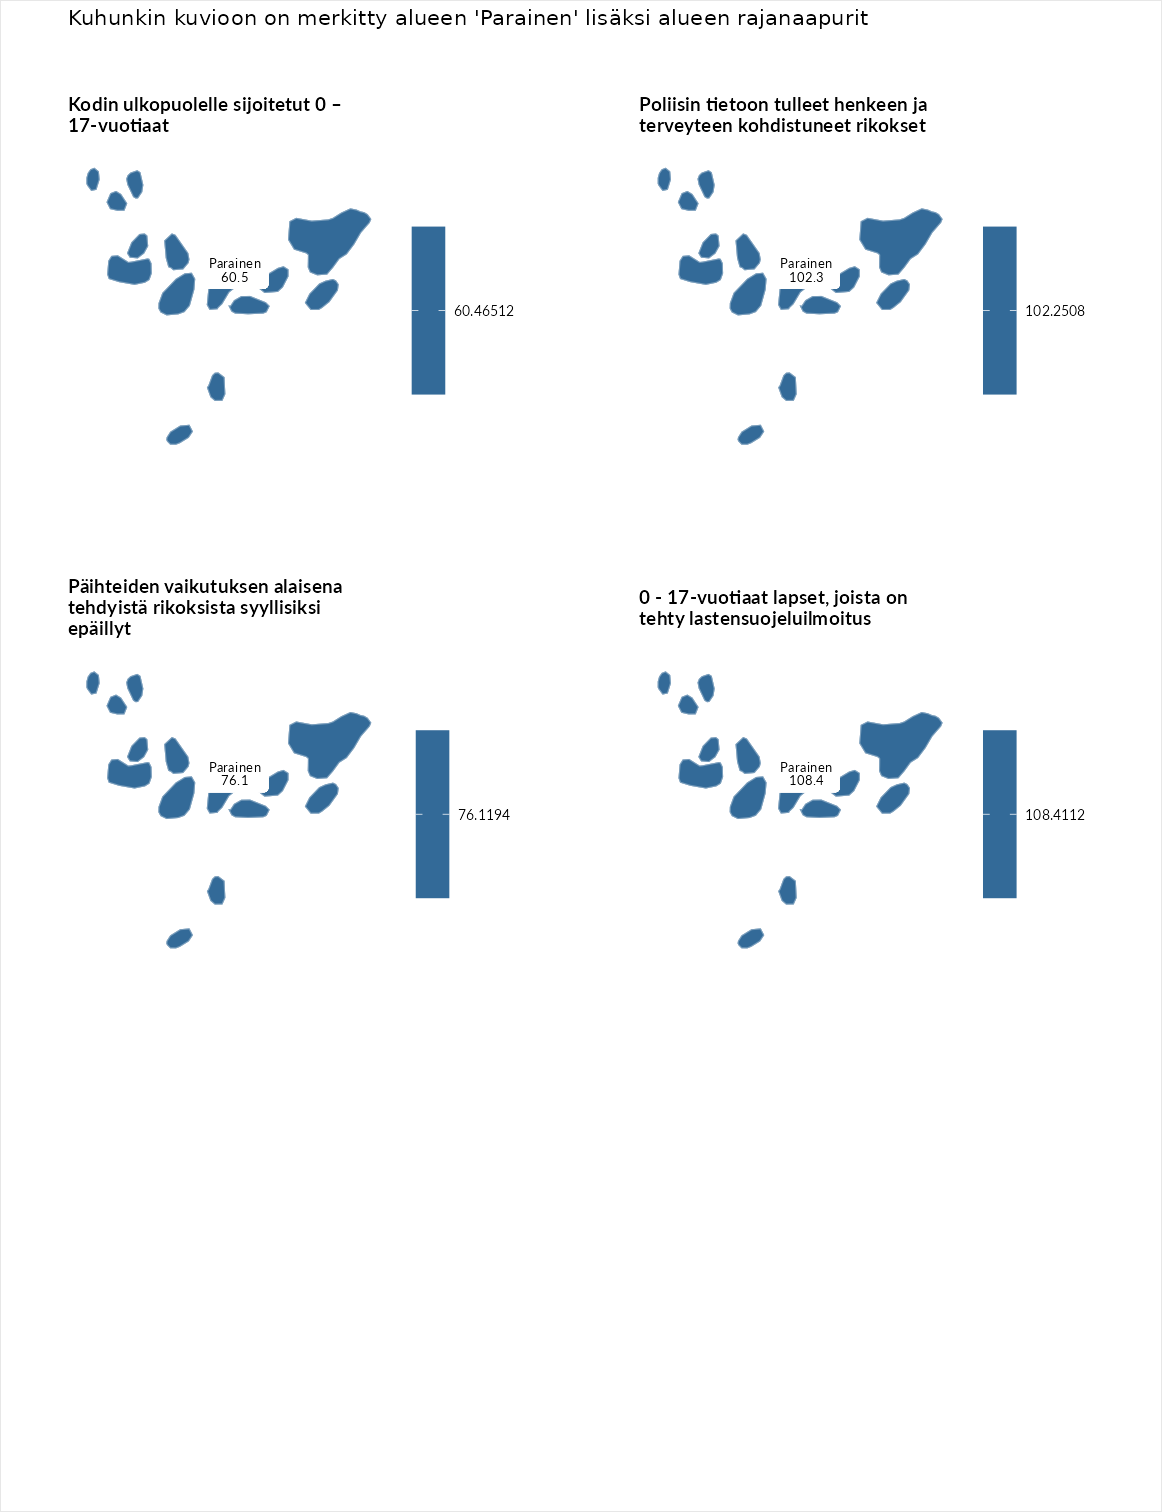 Kuhunkin kuvioon on merkitty alueen 'Parainen' lisäksi alueen rajanaapurit
Kodin ulkopuolelle sijoitetut 0 –
17-vuotiaat
Parainen
60.5
60.46512
Poliisin tietoon tulleet henkeen ja
terveyteen kohdistuneet rikokset
Parainen
102.3
102.2508
Päihteiden vaikutuksen alaisena
tehdyistä rikoksista syyllisiksi
epäillyt
Parainen
76.1
76.1194
0 - 17-vuotiaat lapset, joista on
tehty lastensuojeluilmoitus
Parainen
108.4
108.4112